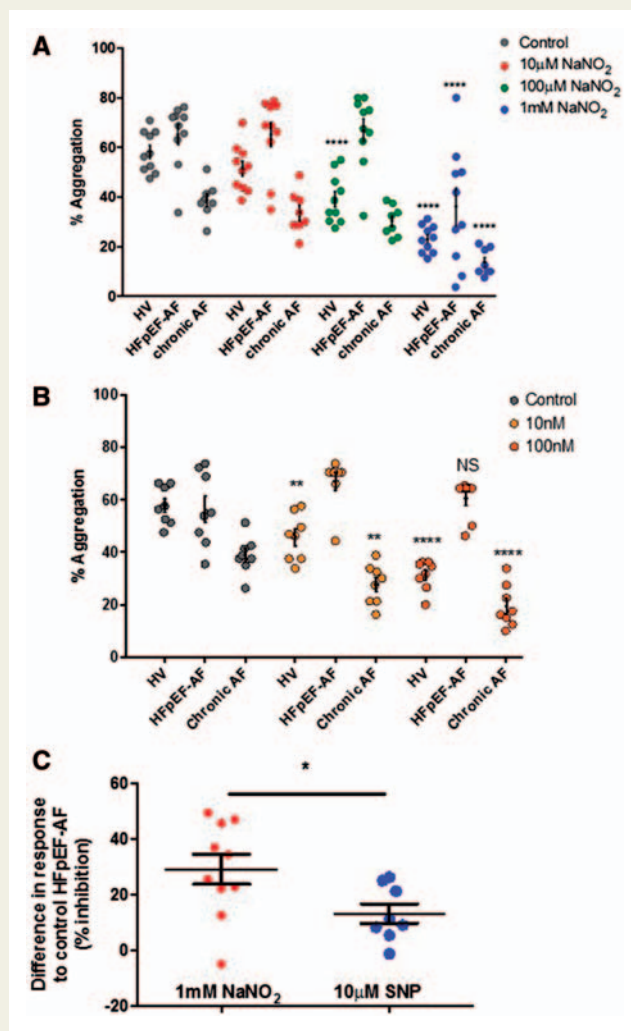 A
Control
10μM NaNO₂
100μM NaNO₂
1mM NaNO₂
****
****
****
****
% Aggregation
80
60
40
20
0
HV
HFpEF-AF
chronic AF
HV
HFpEF-AF
chronic AF
HV
HFpEF-AF
chronic AF
HV
HFpEF-AF
chronic AF
B
Control
10nM
100nM
**
**
****
NS
****
% Aggregation
100
80
60
40
20
0
HV
HFpEF-AF
Chronic AF
HV
HFpEF-AF
Chronic AF
HV
HFpEF-AF
Chronic AF
C
*
Difference in response
to control HFpEF-AF
(% inhibition)
60
40
20
0
-20
1mM NaNO₂
10μM SNP